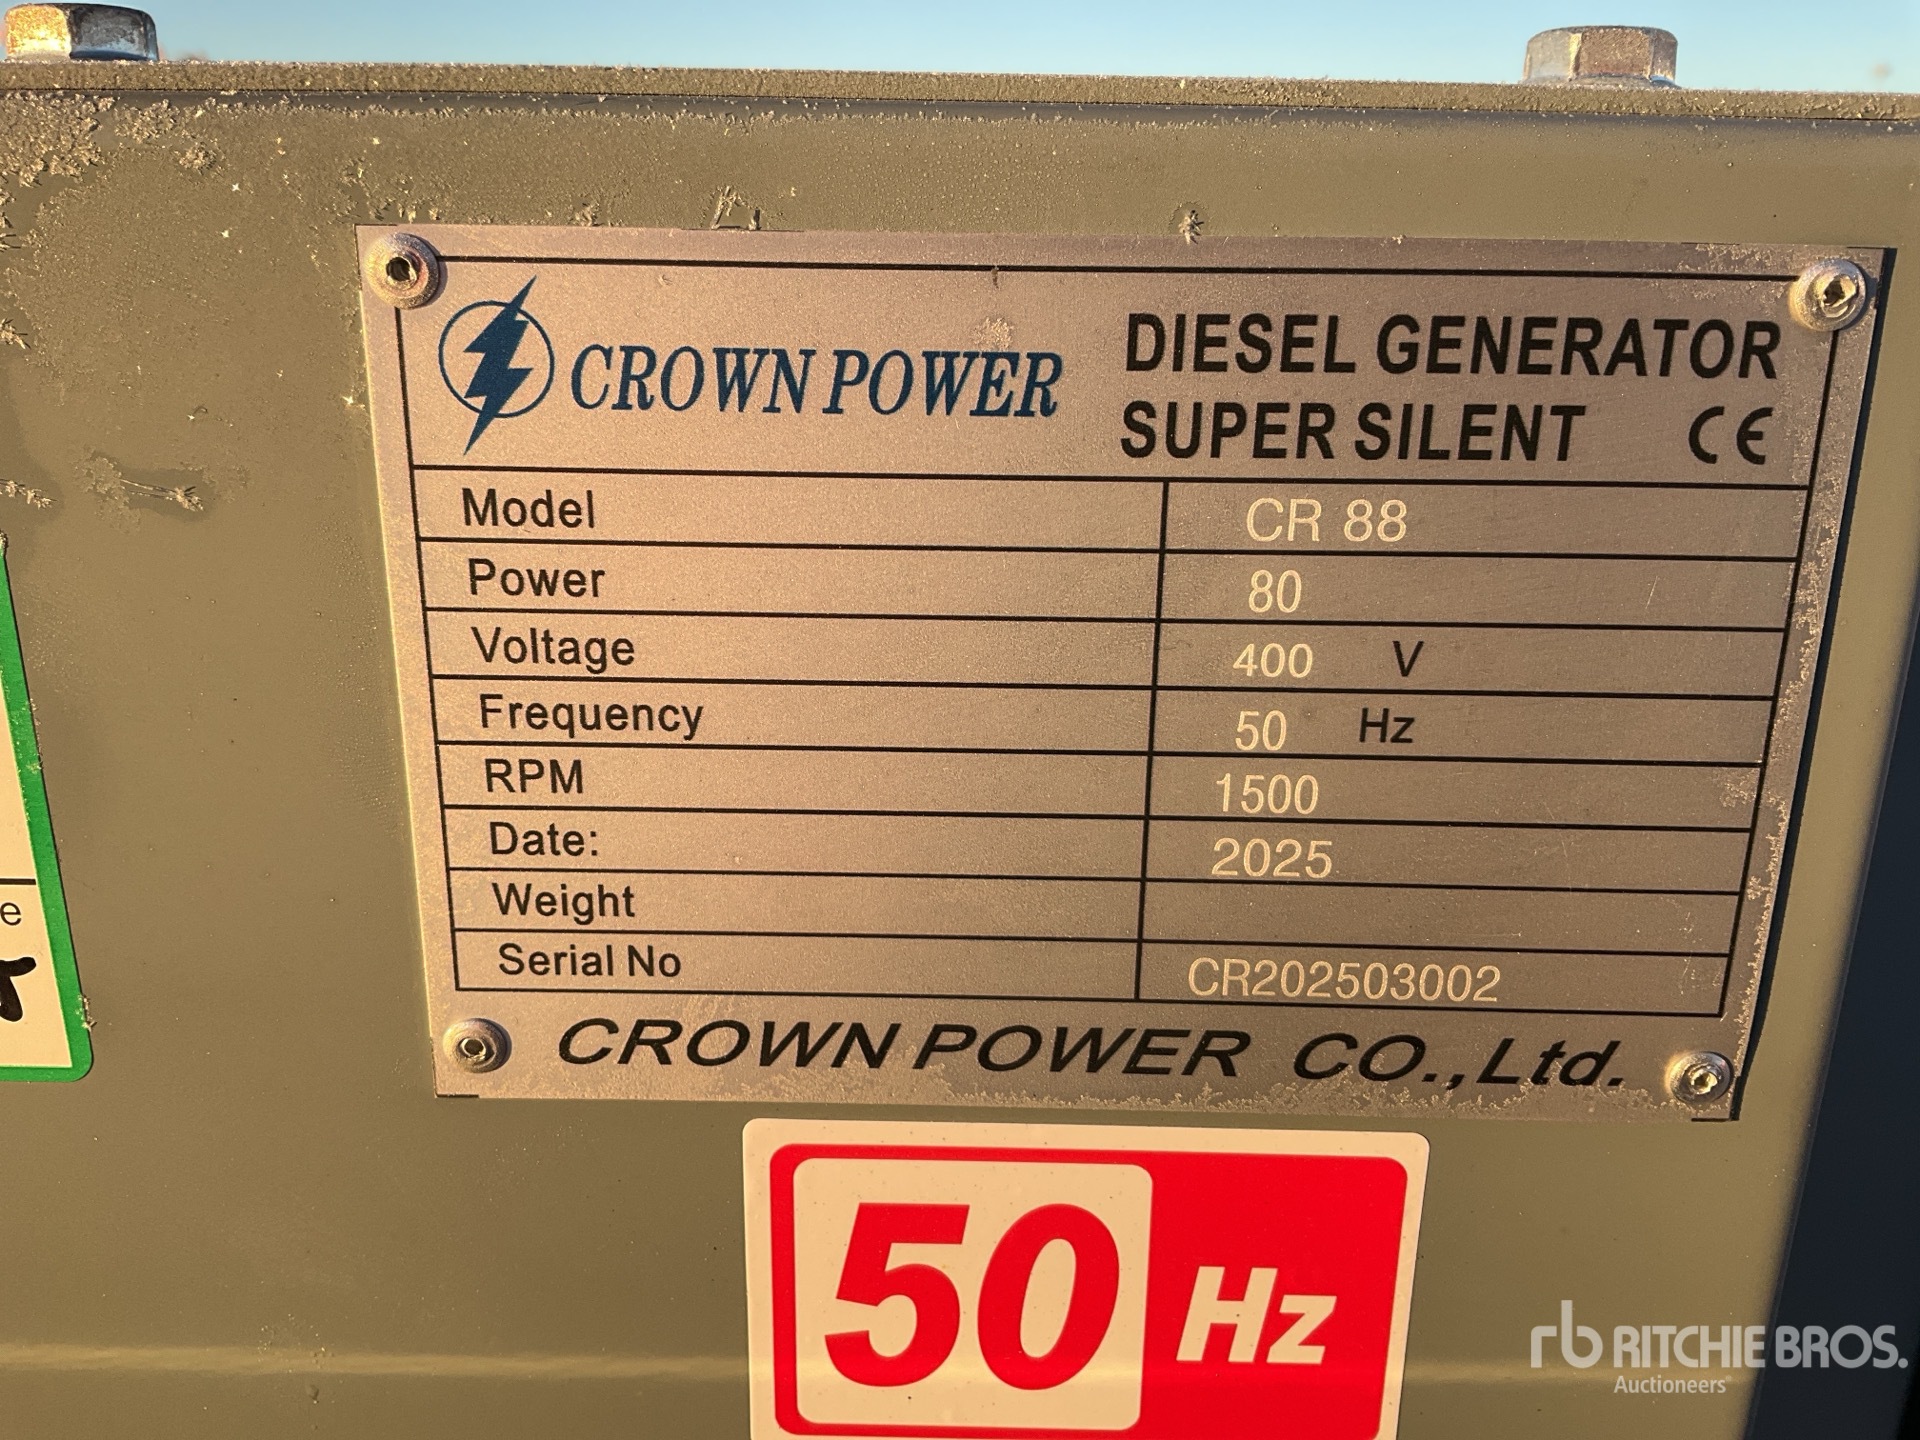 CROWN POWER
DIESEL GENERATOR
SUPER SILENT CE
Model CR 88
Power 80
Voltage 400 V
Frequency 50 Hz
RPM 1500
Date: 2025
Weight
Serial No CR202503002
CROWN POWER CO.,Ltd.
e
50 Hz
rb RITCHIE BROS.
Auctioneers